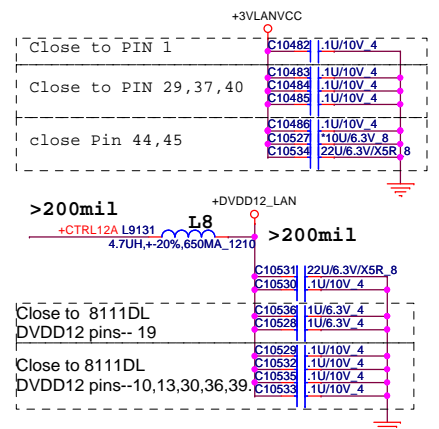 +3VLANVCC
Close to PIN 1
C10482 .1U/10V_4
Close to PIN 29,37,40
C10483 .1U/10V_4
C10484 .1U/10V_4
C10485 .1U/10V_4
close Pin 44,45
C10486 .1U/10V_4
C10527 *10U/6.3V_8
C10534 22U/6.3V/X5R_8
+DVDD12_LAN
>200mil
+CTRL12A L9131 L8
4.7UH,+-20%,650MA_1210
>200mil
C10531 22U/6.3V/X5R_8
C10530 .1U/10V_4
Close to 8111DL
DVDD12 pins-- 19
C10536 1U/6.3V_4
C10528 1U/6.3V_4
Close to 8111DL
DVDD12 pins--10,13,30,36,39.
C10529 .1U/10V_4
C10532 .1U/10V_4
C10535 .1U/10V_4
C10533 .1U/10V_4